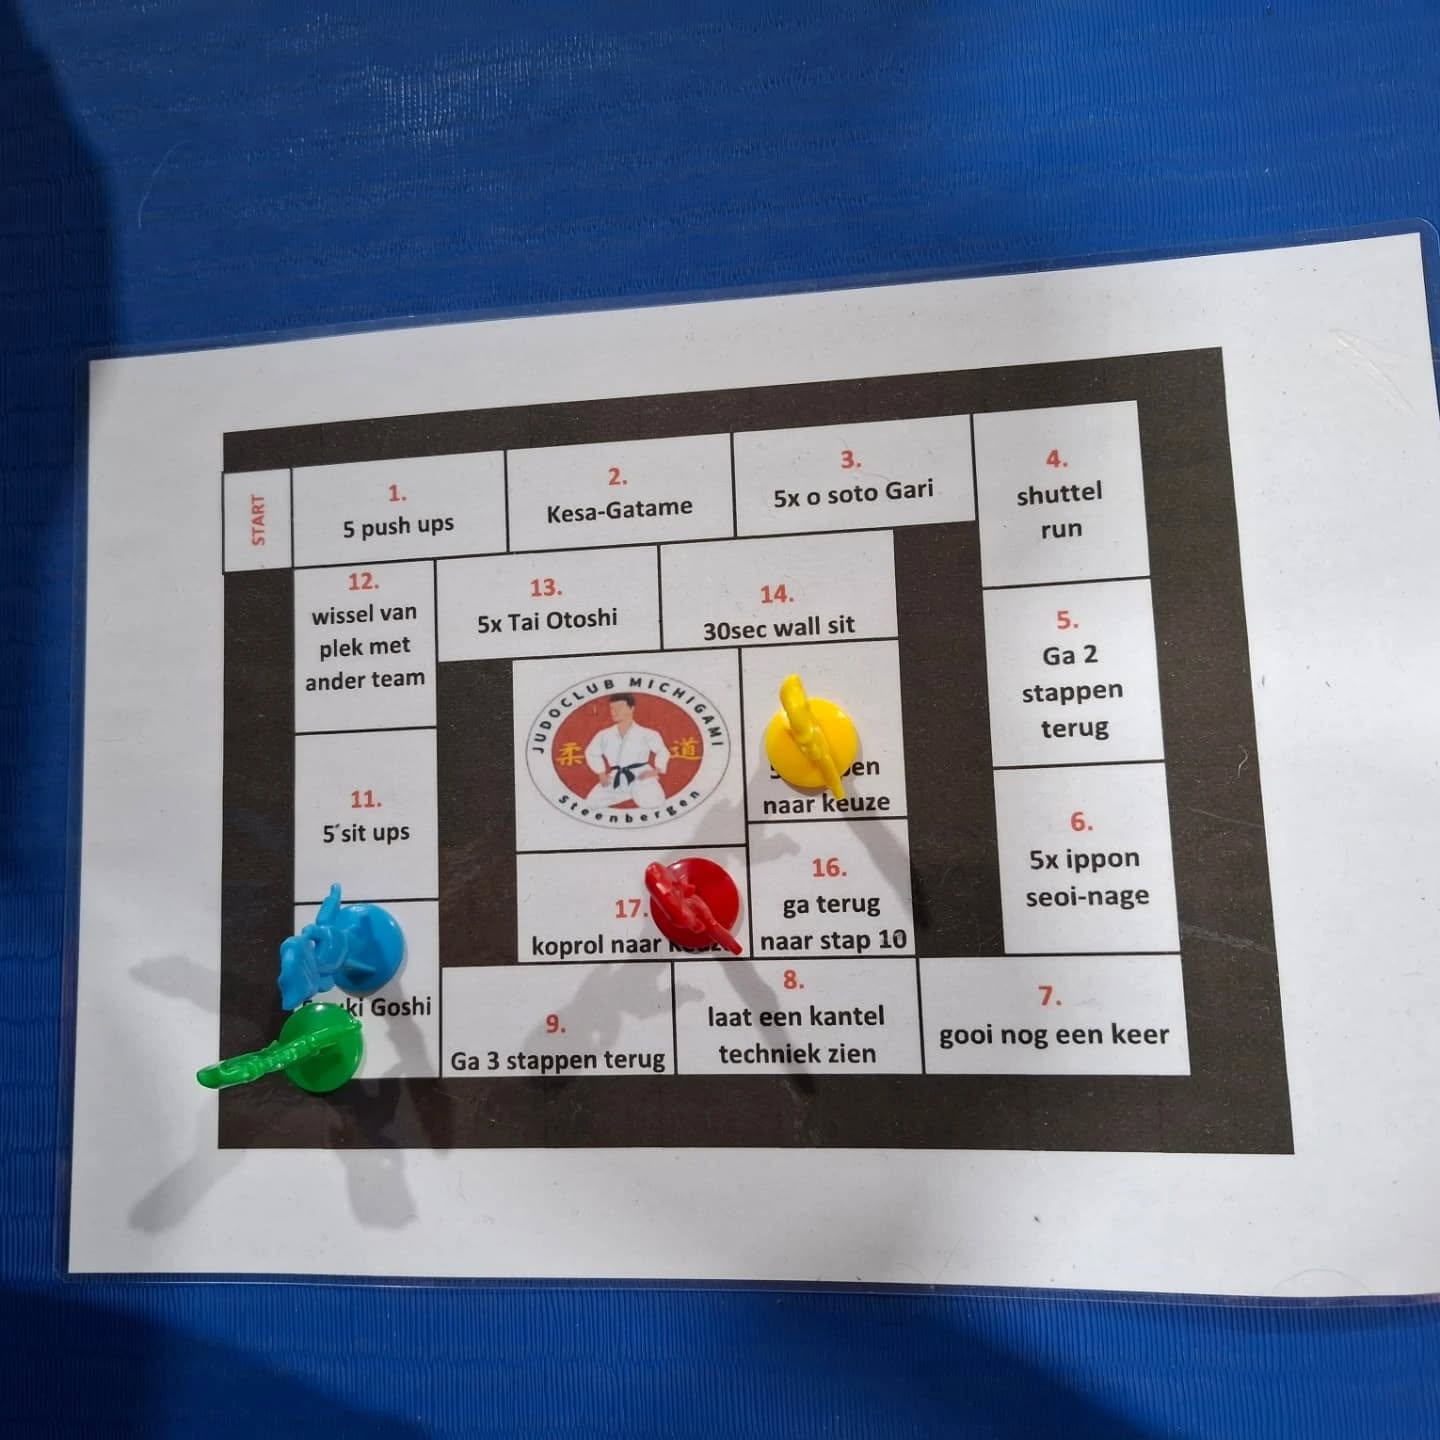 START
1.
5 push ups
2.
Kesa-Gatame
3.
5x o soto Gari
4.
shuttel
run
5.
Ga 2
stappen
terug
6.
5x ippon
seoi-nage
7.
gooi nog een keer
8.
laat een kantel
techniek zien
9.
Ga 3 stappen terug
Goshi
11.
5 sit ups
12.
wissel van
plek met
ander team
13.
5x Tai Otoshi
14.
30sec wall sit
naar keuze
16.
ga terug
naar stap 10
17.
koprol naar
JUDOCLUB MICHIGAMI
柔道
Steenbergen